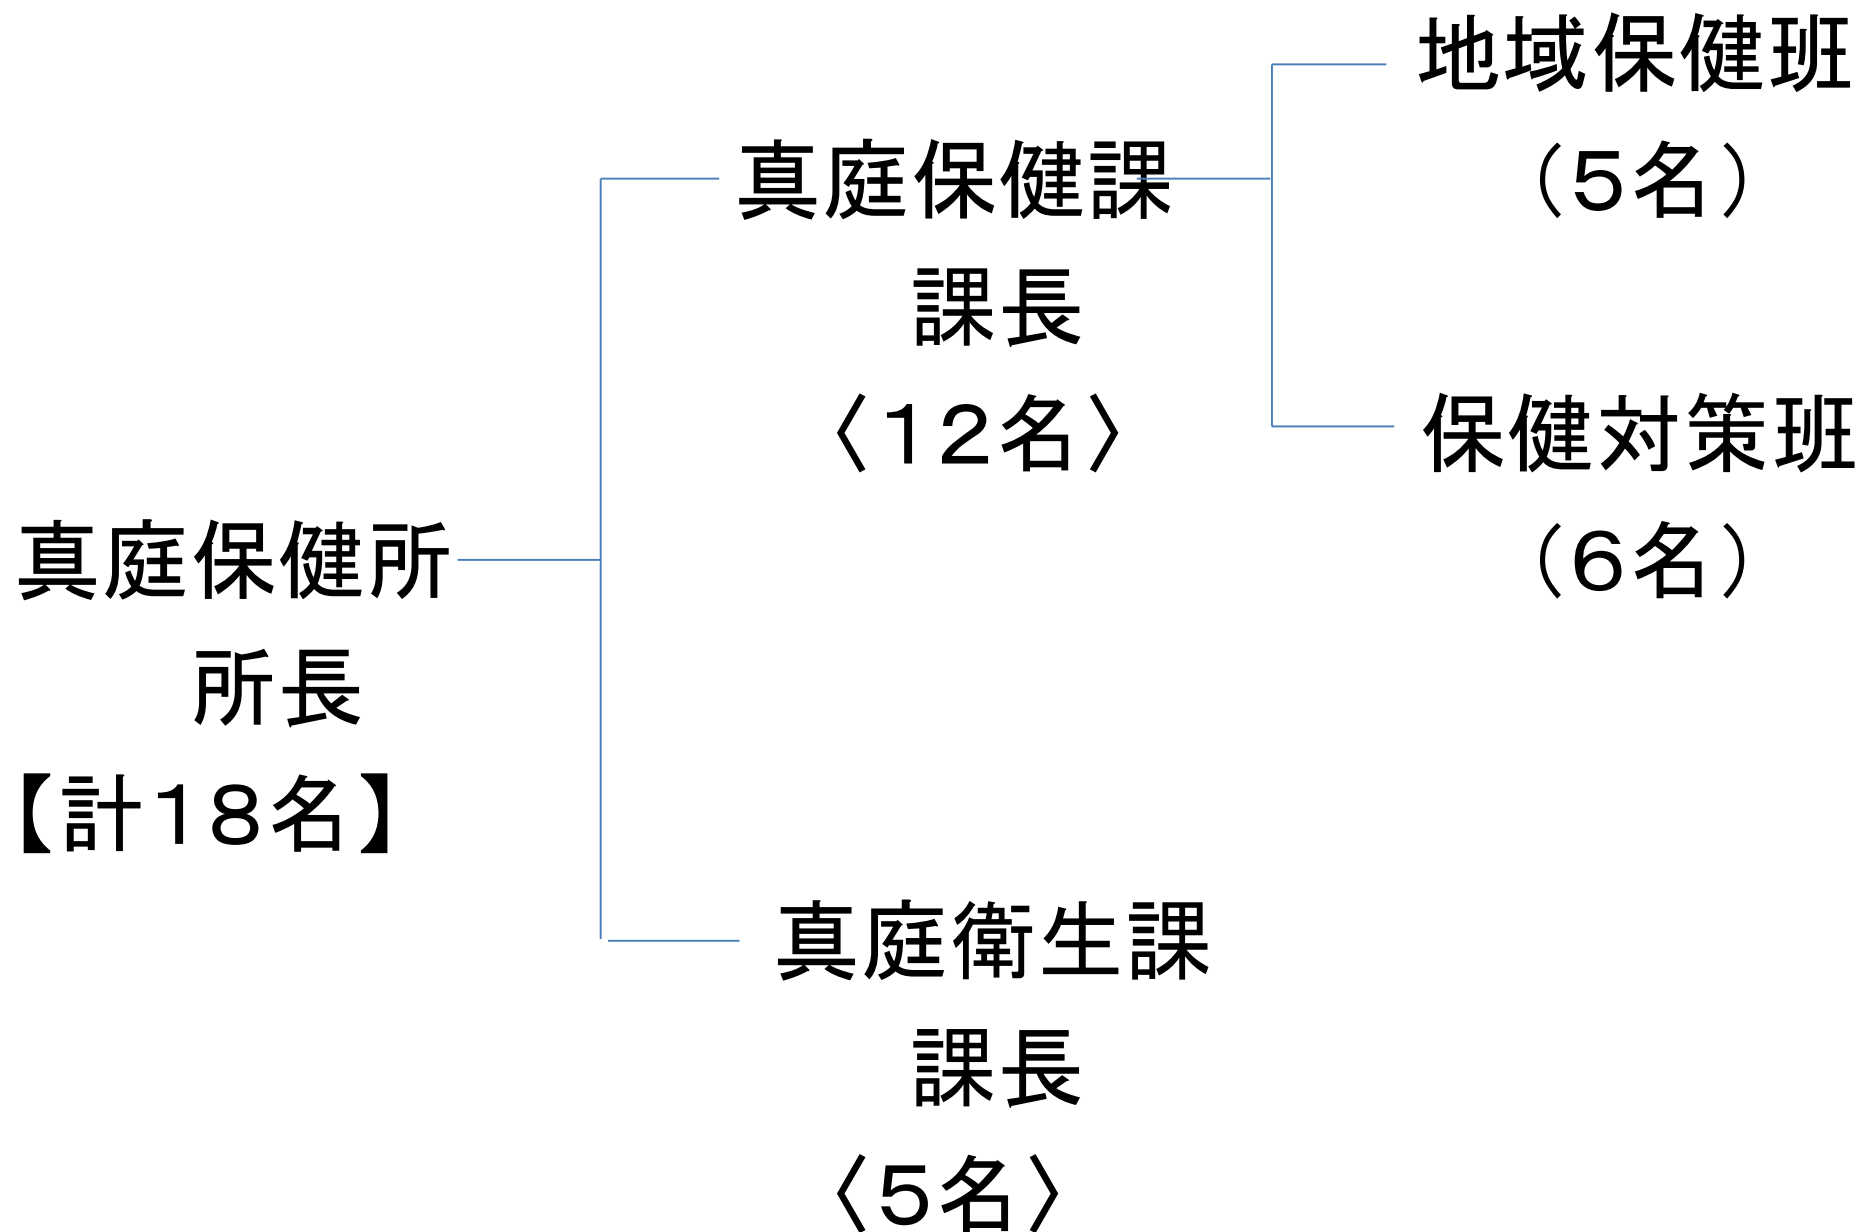 地域保健班
（５名）
真庭保健課
課長
〈１２名〉
保健対策班
（６名）
真庭保健所
所長
【計１８名】
真庭衛生課
課長
〈５名〉